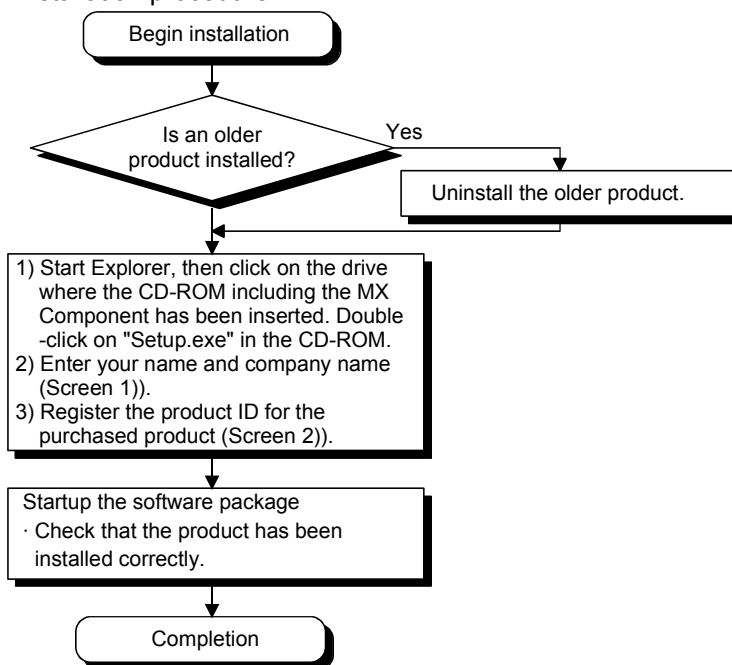 Begin installation
Is an older
product installed?
Yes
Uninstall the older product.
1) Start Explorer, then click on the drive
where the CD-ROM including the MX
Component has been inserted. Double
-click on "Setup.exe" in the CD-ROM.
2) Enter your name and company name
(Screen 1)).
3) Register the product ID for the
purchased product (Screen 2)).
Startup the software package
· Check that the product has been
installed correctly.
Completion